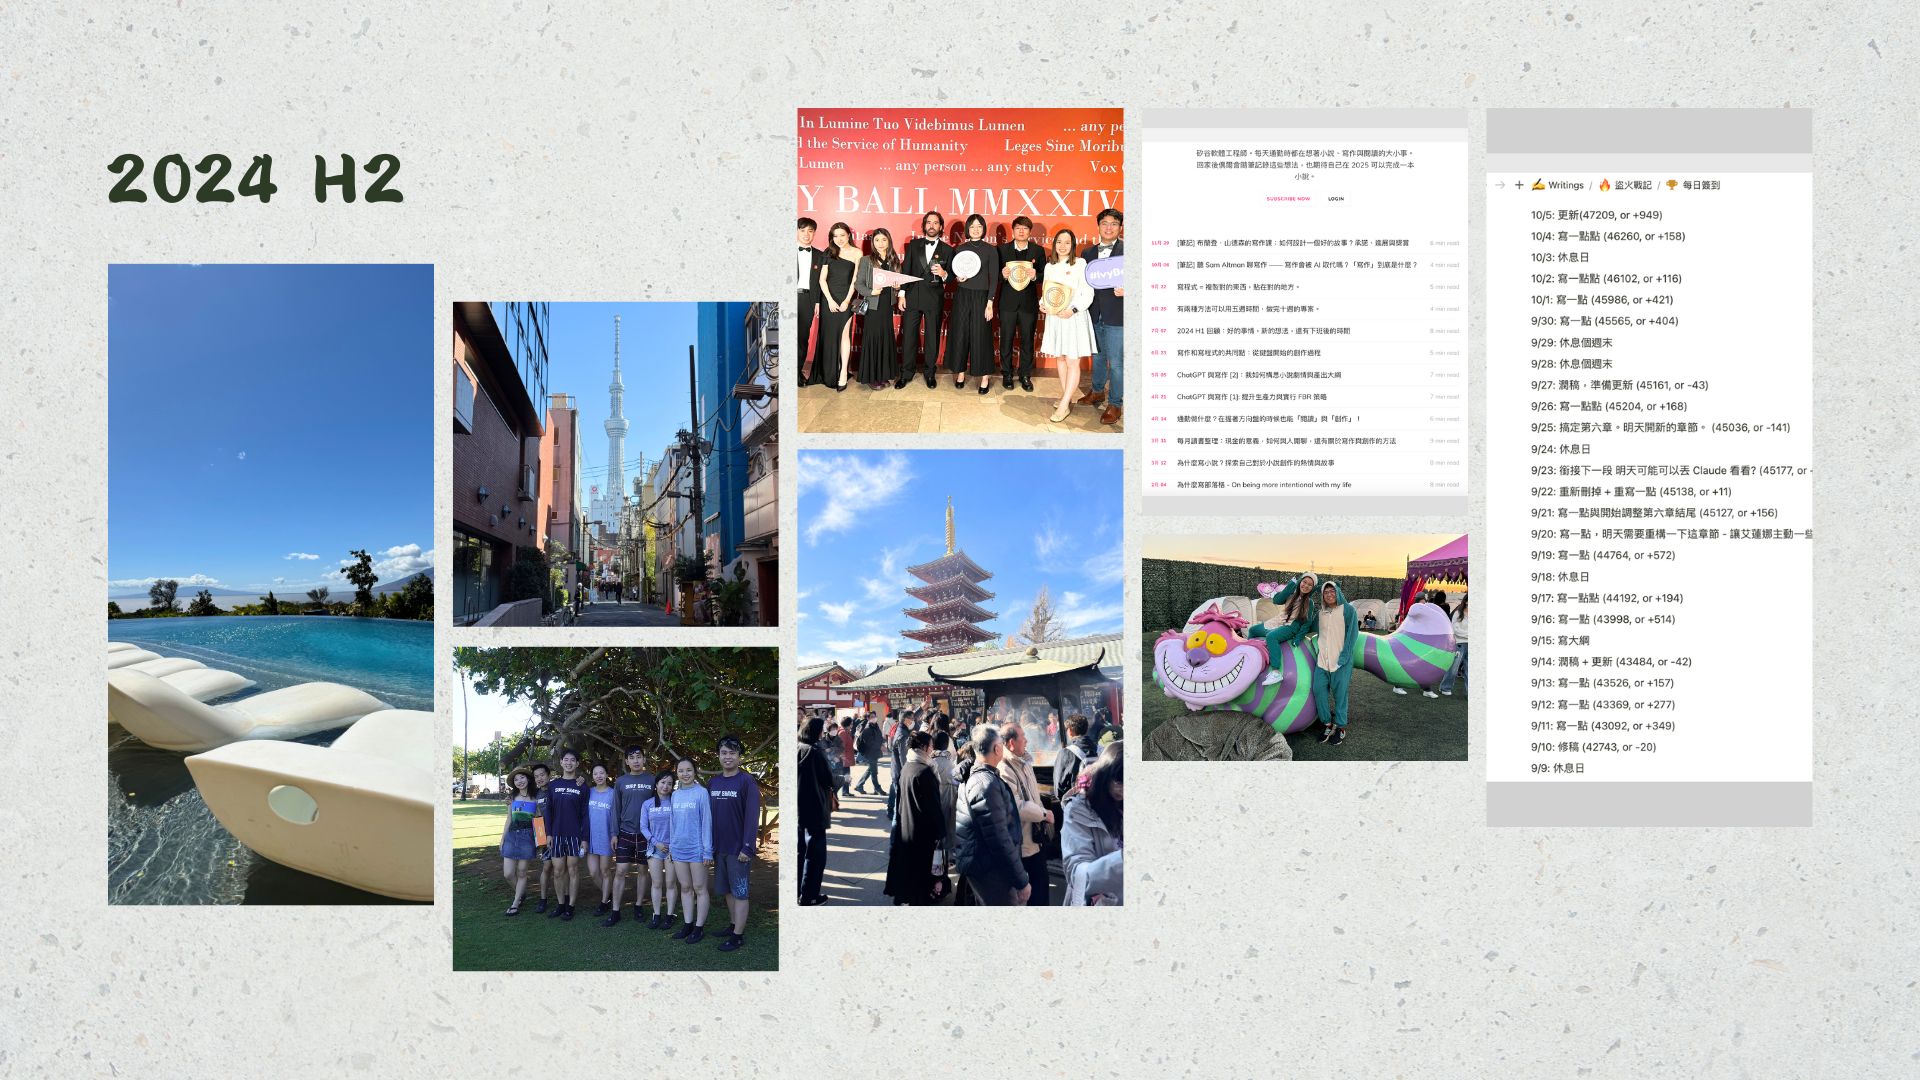 2024 H2
In Lumine Tuo Videbimus Lumen ... any pe
d the Service of Humanity Leges Sine Moribu
Lumen ... any person ... any study Vox
Y BALL MMXXIV
#IvyBa
SURF SHACK
SURF SHACK
SURF SHACK
矽谷軟體工程師。每天通勤時都在想著小說、寫作與閱讀的大小事。
回家後偶爾會隨筆記錄這些想法，也期待自己在 2025 可以完成一本
小說。
SUBSCRIBE NOW LOGIN
11月 29 [筆記] 布蘭登．山德森的寫作課：如何設計一個好的故事？承諾、進展與獎賞 6 min read
10月 06 [筆記] 聽 Sam Altman 聊寫作 —— 寫作會被 AI 取代嗎？「寫作」到底是什麼？ 4 min read
9月 22 寫程式 = 複製對的東西，貼在對的地方。 5 min read
8月 25 有兩種方法可以用五週時間，做完十週的專案。 4 min read
7月 07 2024 H1 回顧：好的事情，新的想法，還有下班後的時間 8 min read
6月 23 寫作和寫程式的共同點：從鍵盤開始的創作過程 5 min read
5月 05 ChatGPT 與寫作 [2]：我如何構思小說劇情與產出大綱 7 min read
4月 21 ChatGPT 與寫作 [1]: 提升生產力與實行 FBR 策略 7 min read
4月 14 通勤做什麼？在握著方向盤的時候也能「閱讀」與「創作」！ 6 min read
3月 31 每月讀書整理：現金的意義，如何與人閒聊，還有關於寫作與創作的方法 9 min read
3月 12 為什麼寫小說？探索自己對於小說創作的熱情與故事 8 min read
2月 04 為什麼寫部落格 - On being more intentional with my life 8 min read
→ + ✍️ Writings / 🔥 盜火戰記 / 🏆 每日簽到
10/5: 更新(47209, or +949)
10/4: 寫一點點 (46260, or +158)
10/3: 休息日
10/2: 寫一點點 (46102, or +116)
10/1: 寫一點 (45986, or +421)
9/30: 寫一點 (45565, or +404)
9/29: 休息個週末
9/28: 休息個週末
9/27: 潤稿，準備更新 (45161, or -43)
9/26: 寫一點點 (45204, or +168)
9/25: 搞定第六章。明天開新的章節。 (45036, or -141)
9/24: 休息日
9/23: 銜接下一段 明天可能可以丟 Claude 看看? (45177, or -
9/22: 重新刪掉 + 重寫一點 (45138, or +11)
9/21: 寫一點與開始調整第六章結尾 (45127, or +156)
9/20: 寫一點，明天需要重構一下這章節 - 讓艾蓮娜主動一些
9/19: 寫一點 (44764, or +572)
9/18: 休息日
9/17: 寫一點點 (44192, or +194)
9/16: 寫一點 (43998, or +514)
9/15: 寫大綱
9/14: 潤稿 + 更新 (43484, or -42)
9/13: 寫一點 (43526, or +157)
9/12: 寫一點 (43369, or +277)
9/11: 寫一點 (43092, or +349)
9/10: 修稿 (42743, or -20)
9/9: 休息日